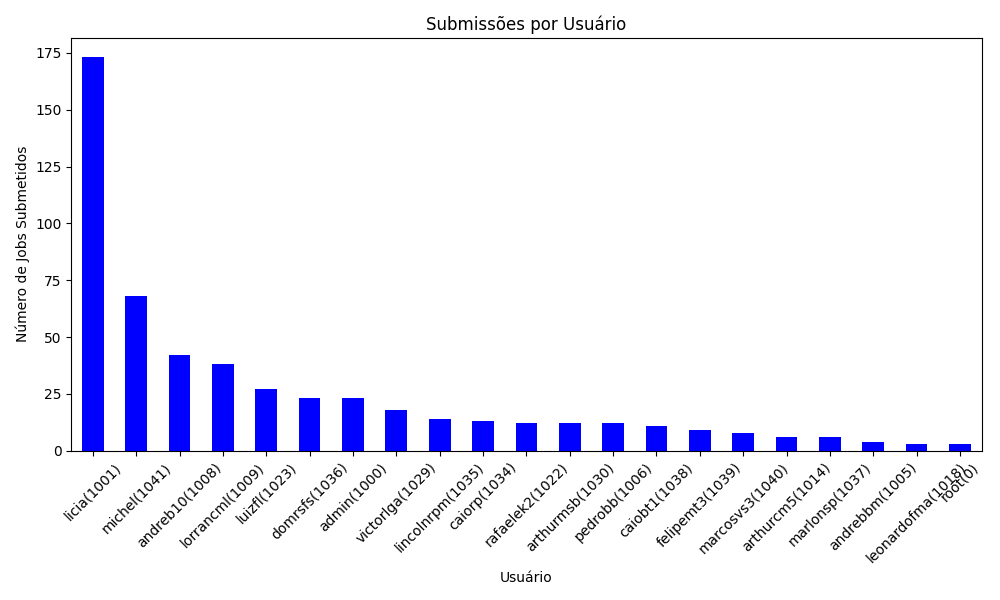 Submissões por Usuário
Número de Jobs Submetidos
175
150
125
100
75
50
25
0
licia(1001)
michel(1041)
andreb10(1008)
lorrancml(1009)
luizfl(1023)
domrsfs(1036)
admin(1000)
victorlga(1029)
lincolnrpm(1035)
caiorp(1034)
rafaelek2(1022)
arthurmsb(1030)
pedrobb(1006)
caiobt1(1038)
felipemt3(1039)
marcosvs3(1040)
arthurcm5(1014)
marlonsp(1037)
andrebbm(1005)
leonardofma(1018)
root(0)
Usuário